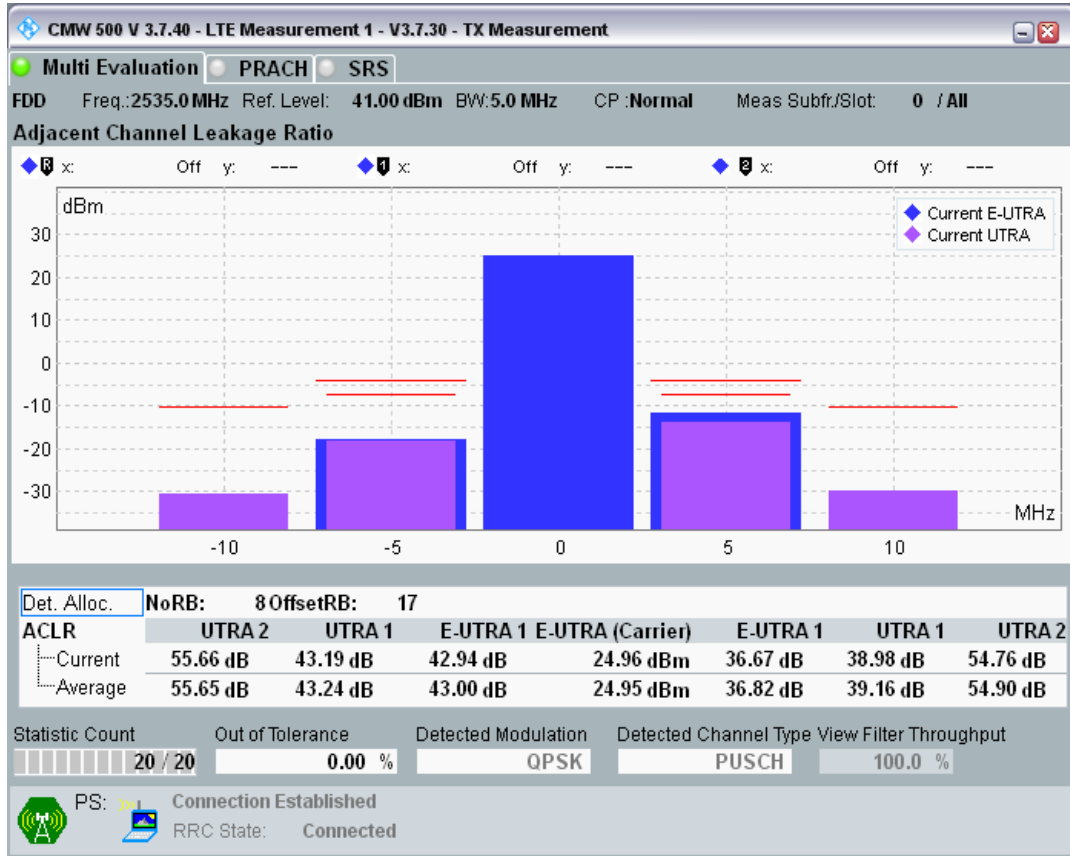 CMW 500 V 3.7.40 - LTE Measurement 1 - V3.7.30 - TX Measurement
Multi Evaluation PRACH SRS
FDD Freq.:2535.0 MHz Ref. Level: 41.00 dBm BW:5.0 MHz CP :Normal Meas Subfr./Slot: 0 / All
Adjacent Channel Leakage Ratio
R x: Off y: --- 1 x: Off y: --- 2 x: Off y: ---
dBm
Current E-UTRA
Current UTRA
30
20
10
0
-10
-20
-30
MHz
-10 -5 0 5 10
Det. Alloc. NoRB: 8 OffsetRB: 17
ACLR UTRA 2 UTRA 1 E-UTRA 1 E-UTRA (Carrier) E-UTRA 1 UTRA 1 UTRA 2
Current 55.66 dB 43.19 dB 42.94 dB 24.96 dBm 36.67 dB 38.98 dB 54.76 dB
Average 55.65 dB 43.24 dB 43.00 dB 24.95 dBm 36.82 dB 39.16 dB 54.90 dB
Statistic Count Out of Tolerance Detected Modulation Detected Channel Type View Filter Throughput
20 / 20 0.00 % QPSK PUSCH 100.0 %
PS: Connection Established
RRC State: Connected